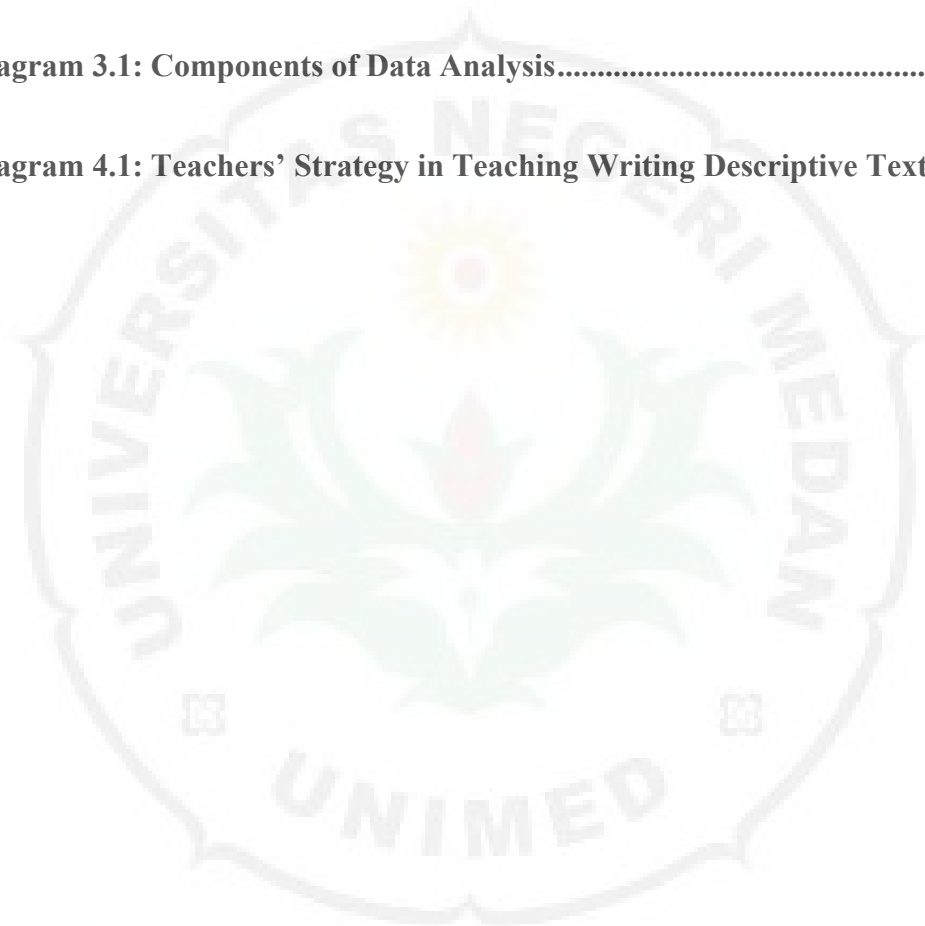 agram 3.1: Components of Data Analysis..............................................
agram 4.1: Teachers’ Strategy in Teaching Writing Descriptive Text
UNIVERSITAS NEGERI MEDAN
UNIMED